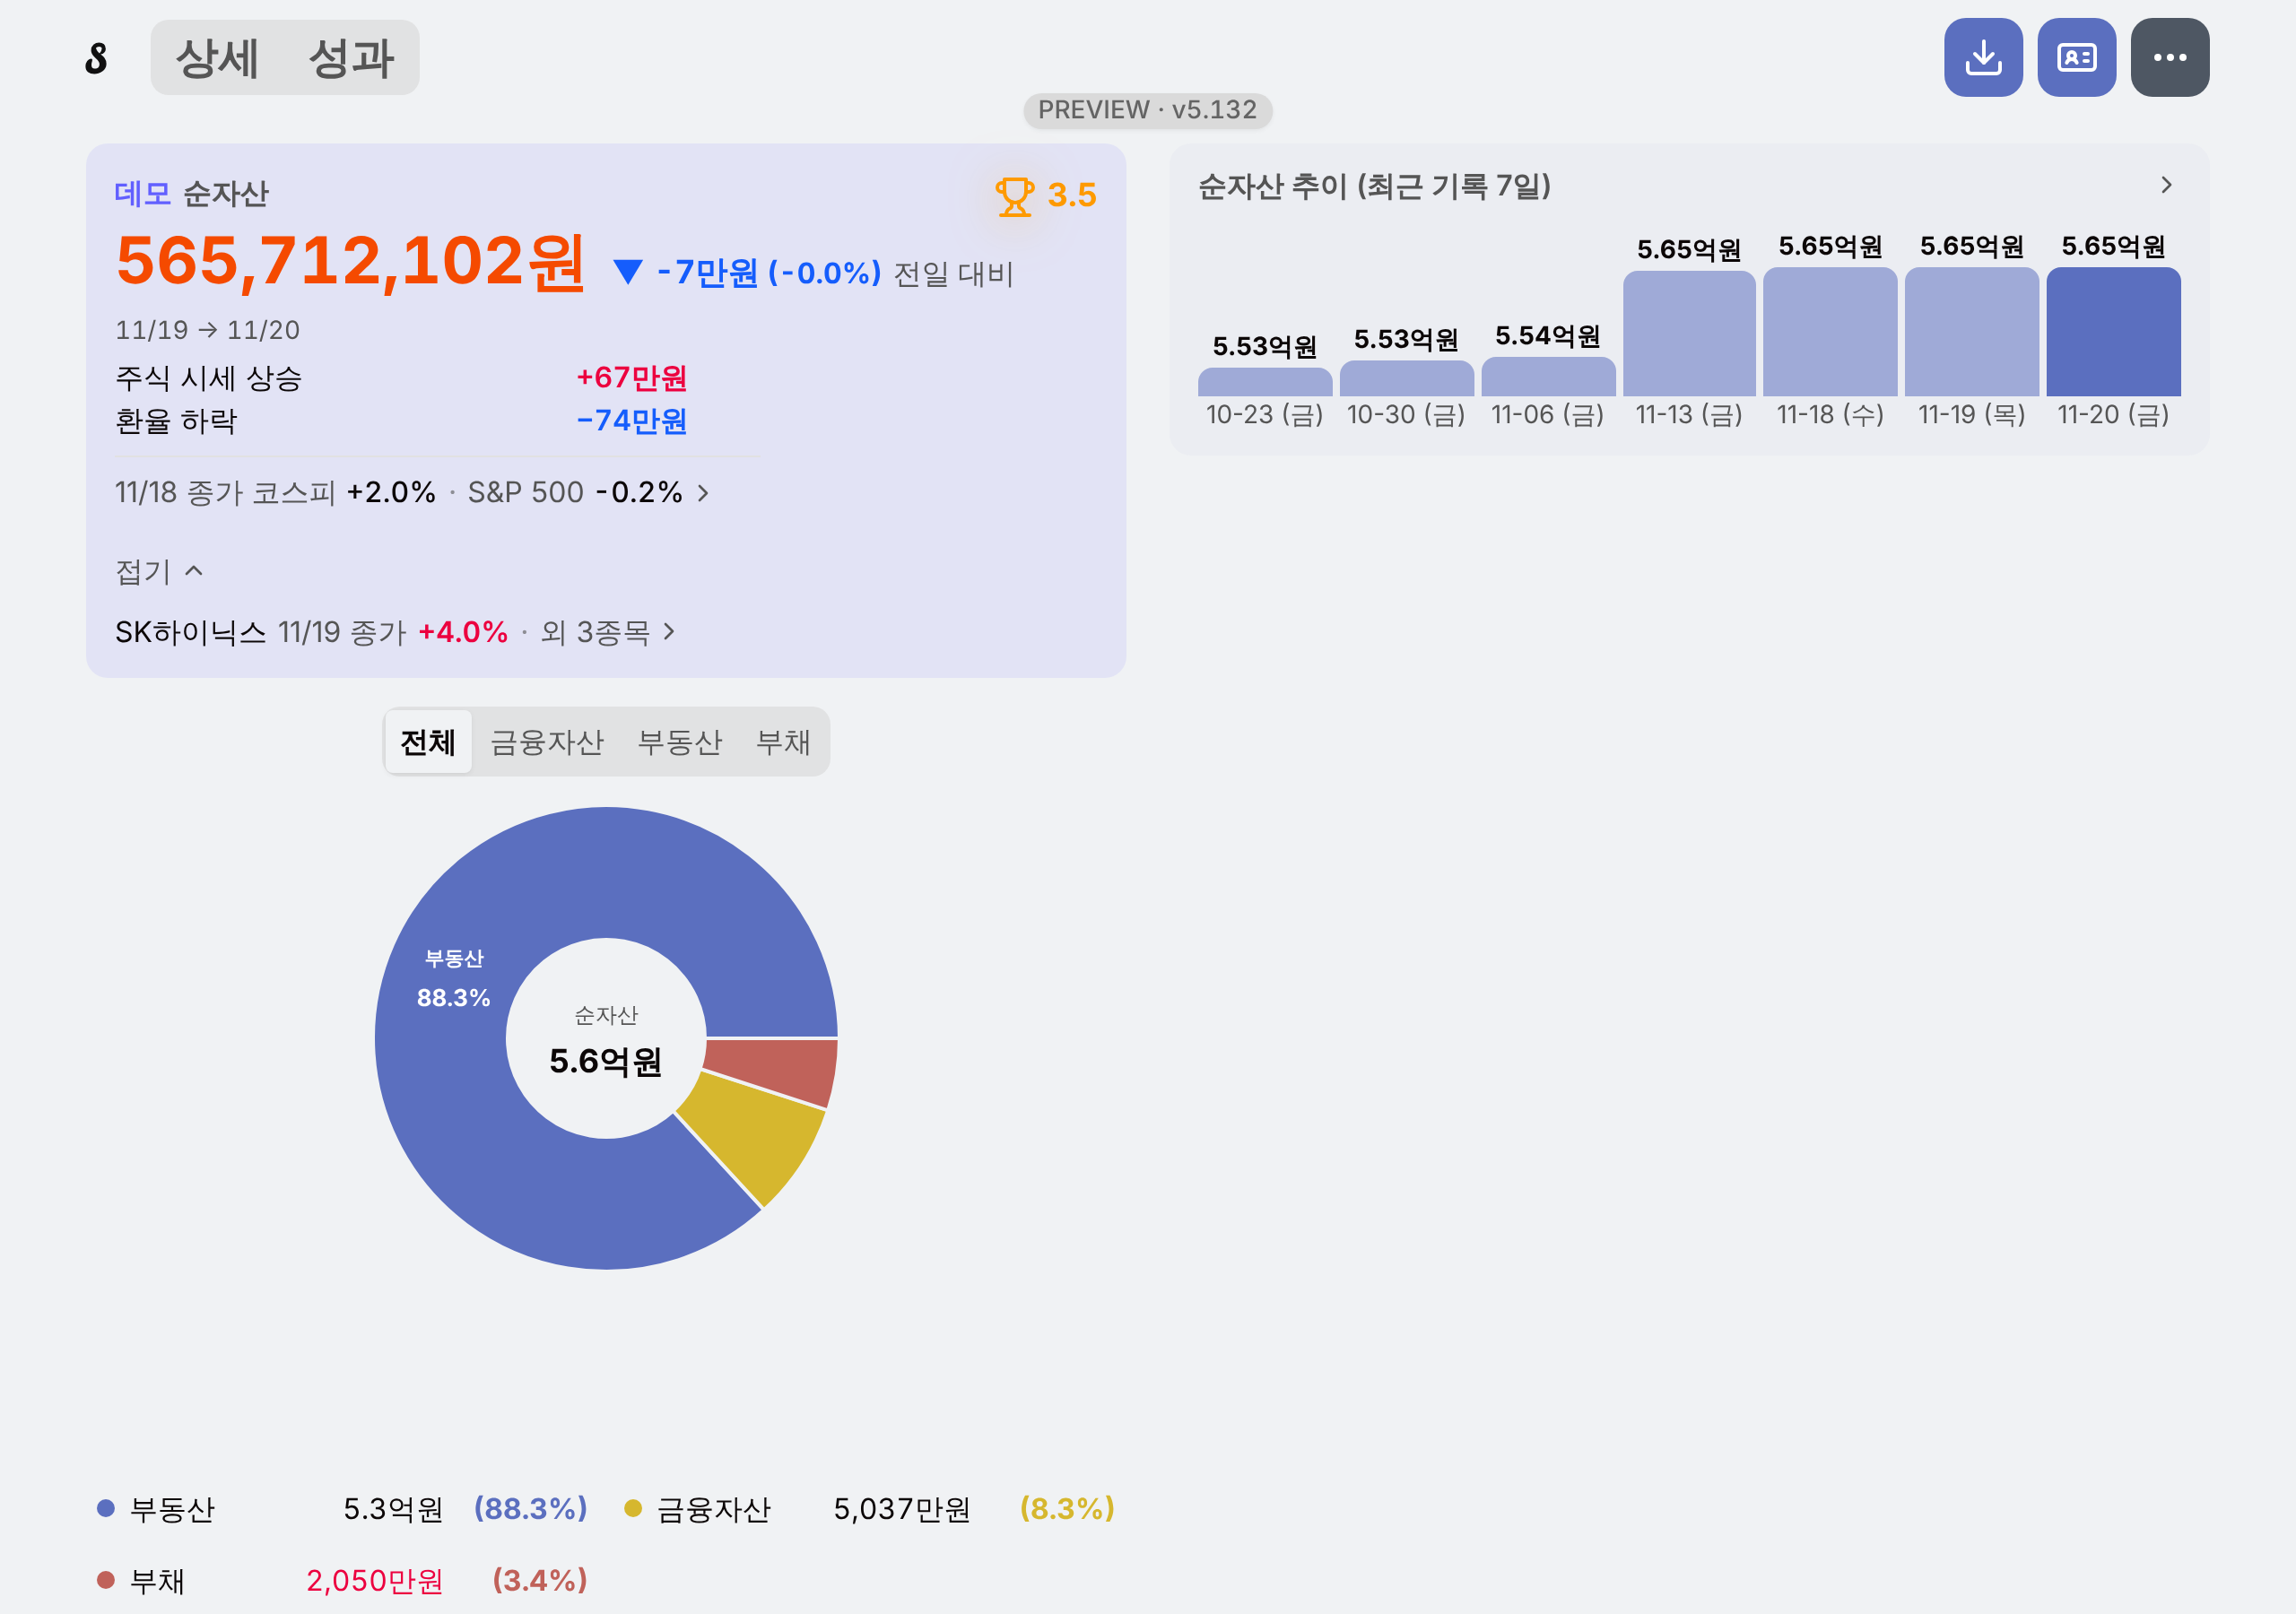 S 상세 성과
PREVIEW · v5.132
데모 순자산 3.5
565,712,102원 ▼ -7만원 (-0.0%) 전일 대비
11/19 → 11/20
주식 시세 상승 +67만원
환율 하락 −74만원
11/18 종가 코스피 +2.0% · S&P 500 -0.2%
접기
SK하이닉스 11/19 종가 +4.0% · 외 3종목
순자산 추이 (최근 기록 7일)
5.53억원 5.53억원 5.54억원 5.65억원 5.65억원 5.65억원 5.65억원
10-23 (금) 10-30 (금) 11-06 (금) 11-13 (금) 11-18 (수) 11-19 (목) 11-20 (금)
전체 금융자산 부동산 부채
부동산
88.3%
순자산
5.6억원
부동산 5.3억원 (88.3%) 금융자산 5,037만원 (8.3%)
부채 2,050만원 (3.4%)